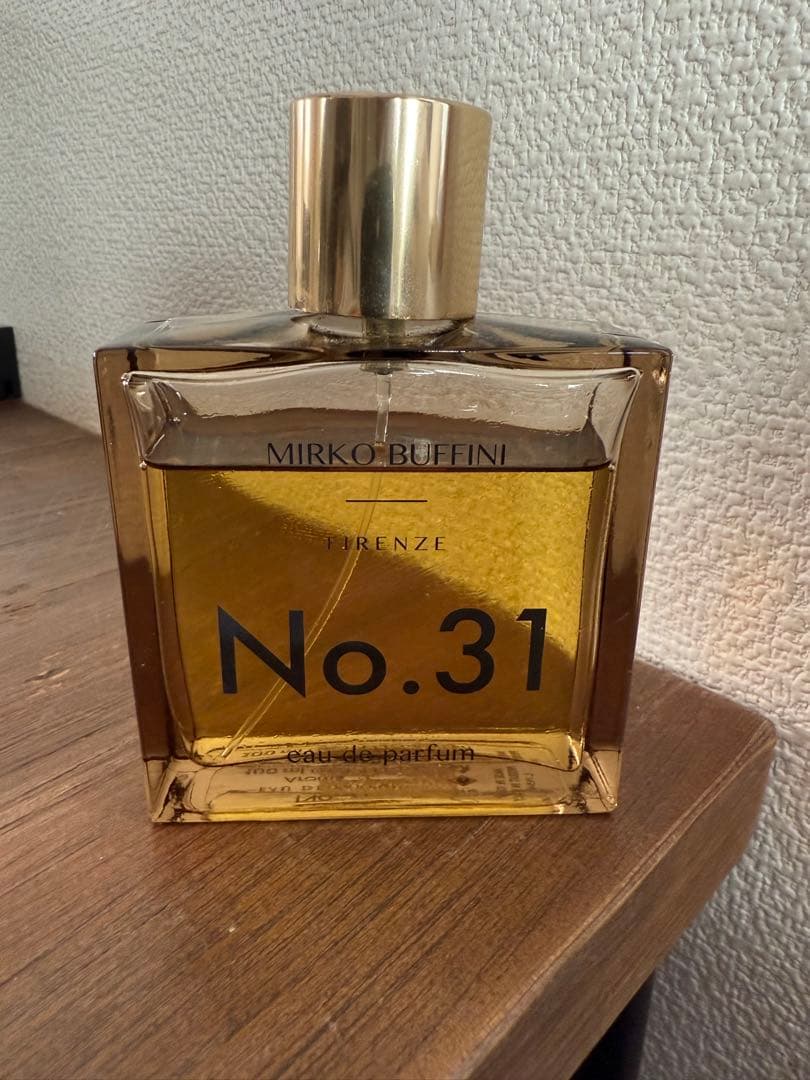 MIRKO BUFFINI
FIRENZE
No.31
eau de parfum